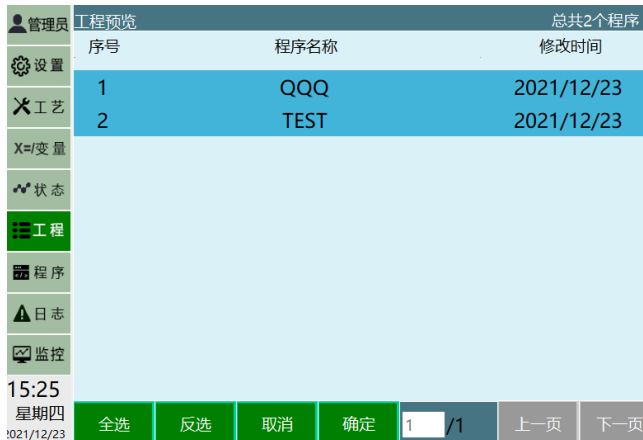 管理员
设置
工艺
X=/变量
状态
工程
程序
日志
监控
15:25
星期四
2021/12/23
工程预览 总共2个程序
序号 程序名称 修改时间
1 QQQ 2021/12/23
2 TEST 2021/12/23
全选 反选 取消 确定 1 /1 上一页 下一页